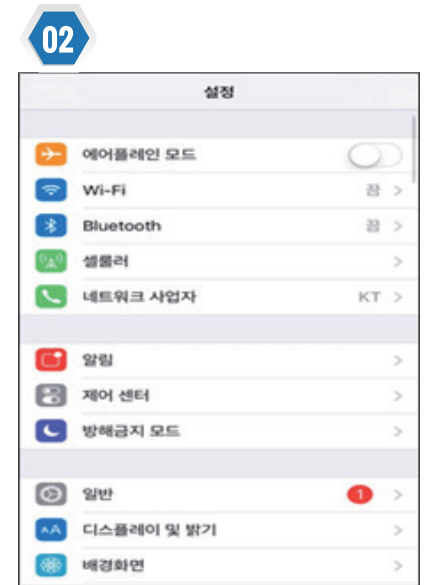 02
설정
에어플레인 모드
Wi-Fi 끔
Bluetooth 끔
셀룰러
네트워크 사업자 KT
알림
제어 센터
방해금지 모드
일반 1
AA 디스플레이 및 밝기
배경화면